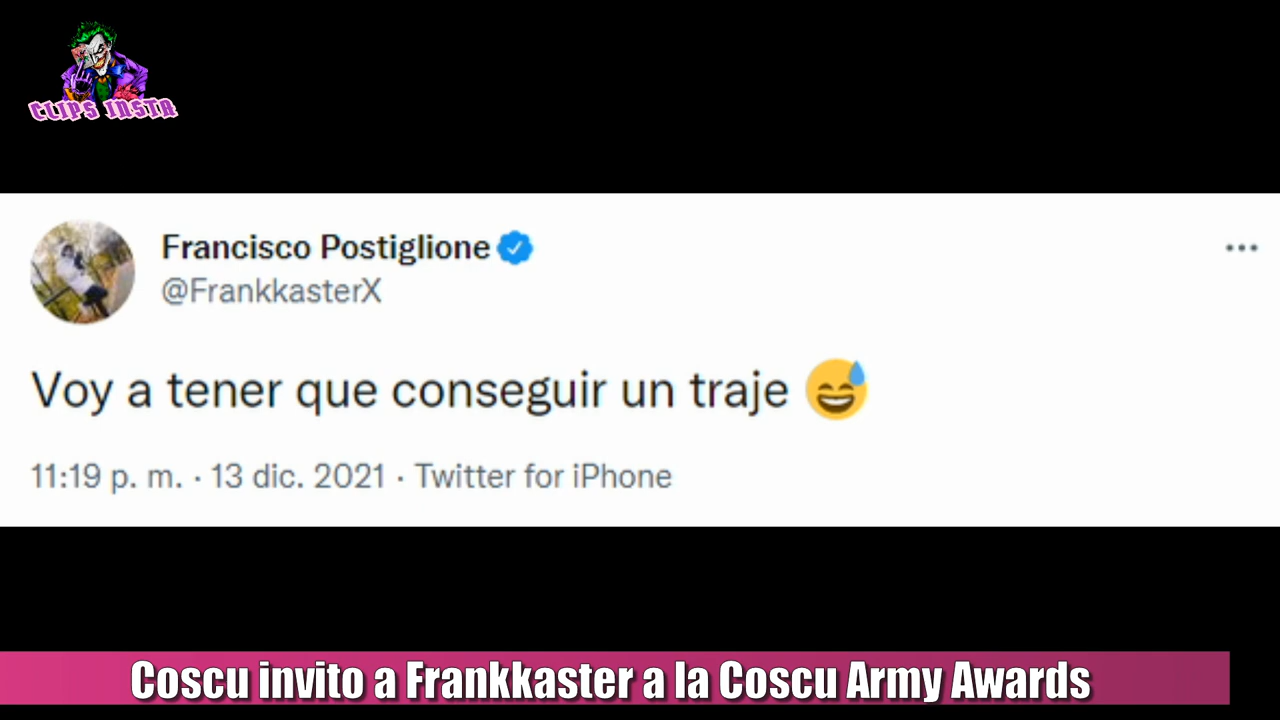 CLIPS INSTA
Francisco Postiglione
@FrankkasterX
Voy a tener que conseguir un traje 😅
11:19 p. m. · 13 dic. 2021 · Twitter for iPhone
Coscu invito a Frankkaster a la Coscu Army Awards